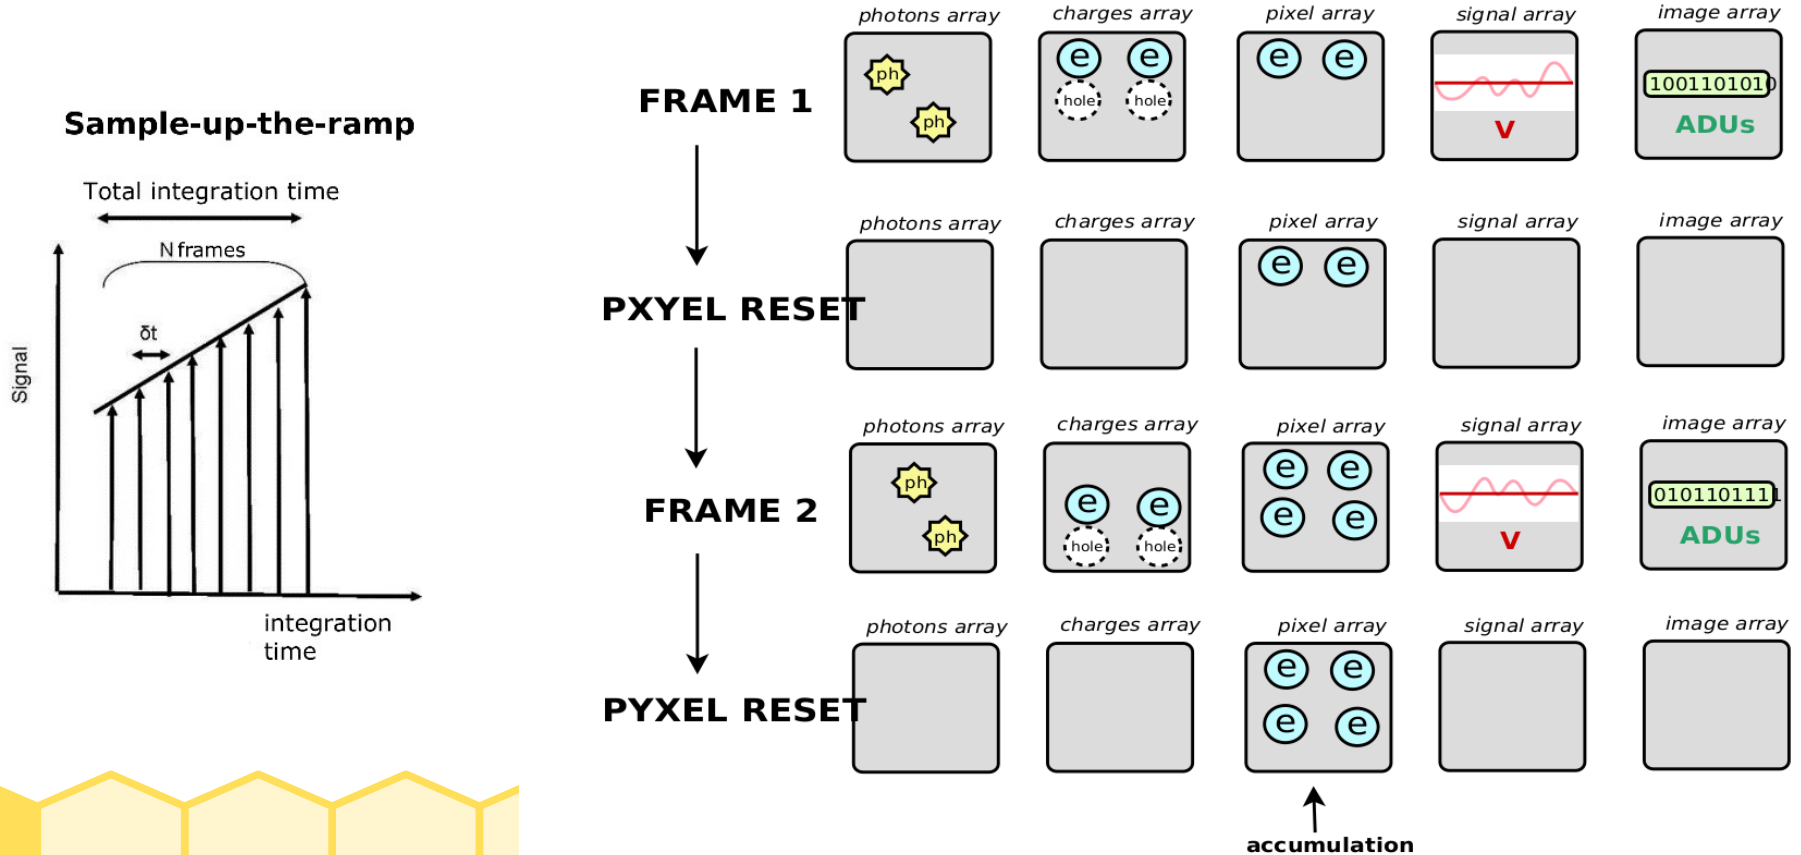 Sample-up-the-ramp
Total integration time
N frames
δt
Signal
integration
time
FRAME 1
photons array
charges array
pixel array
signal array
image array
ph
ph
e
e
hole
hole
e
e
V
1001101010
ADUs
PXYEL RESET
photons array
charges array
pixel array
signal array
image array
e
e
FRAME 2
photons array
charges array
pixel array
signal array
image array
ph
ph
e
e
hole
hole
e
e
e
e
V
0101101111
ADUs
PYXEL RESET
photons array
charges array
pixel array
signal array
image array
e
e
e
e
accumulation